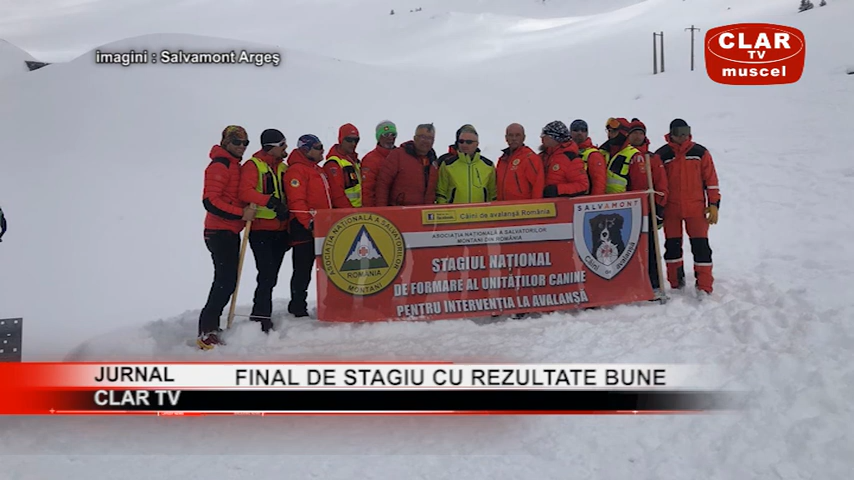 imagini : Salvamont Argeş
CLAR
TV
muscel
Câini de avalanşă România
ASOCIAŢIA NAŢIONALĂ A SALVATORILOR
MONTANI DIN ROMÂNIA
STAGIUL NAŢIONAL
DE FORMARE AL UNITĂŢILOR CANINE
PENTRU INTERVENŢIA LA AVALANŞĂ
ASOCIAŢIA NAŢIONALĂ A SALVATORILOR
ROMÂNIA
MONTANI
SALVAMONT
Câini de avalanşă
JURNAL
FINAL DE STAGIU CU REZULTATE BUNE
CLAR TV